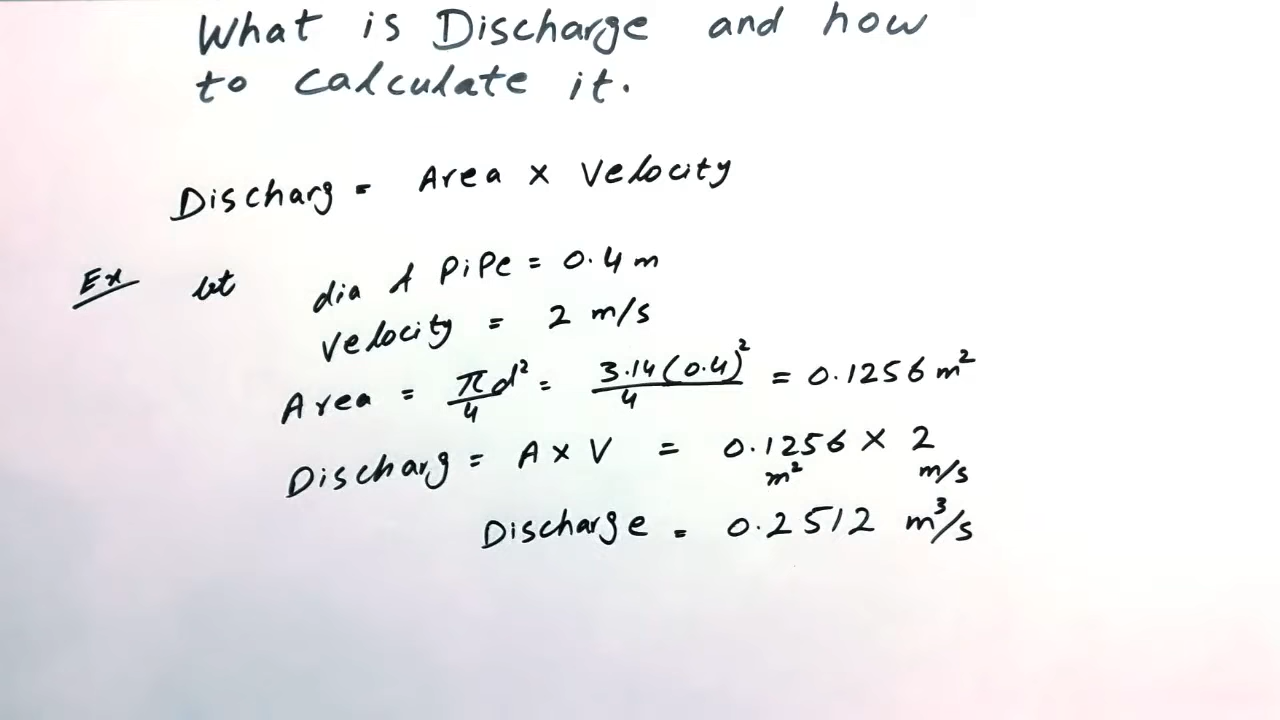 What is Discharge and how
to calculate it.
Discharg = Area × Velocity
Ex let dia of PiPe = 0.4 m
Velocity = 2 m/s
Area = πd²/4 = 3.14(0.4)²/4 = 0.1256 m²
Discharg = A × V = 0.1256 m² × 2 m/s
Discharge = 0.2512 m³/s